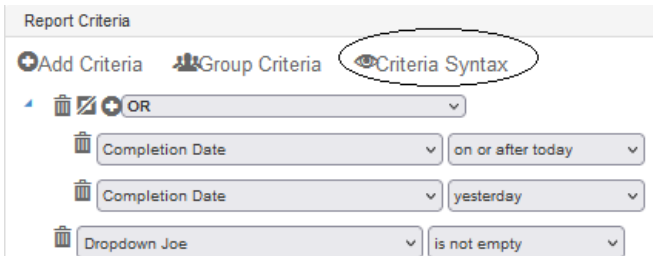 Report Criteria
Add Criteria Group Criteria Criteria Syntax
OR
Completion Date on or after today
Completion Date yesterday
Dropdown Joe is not empty